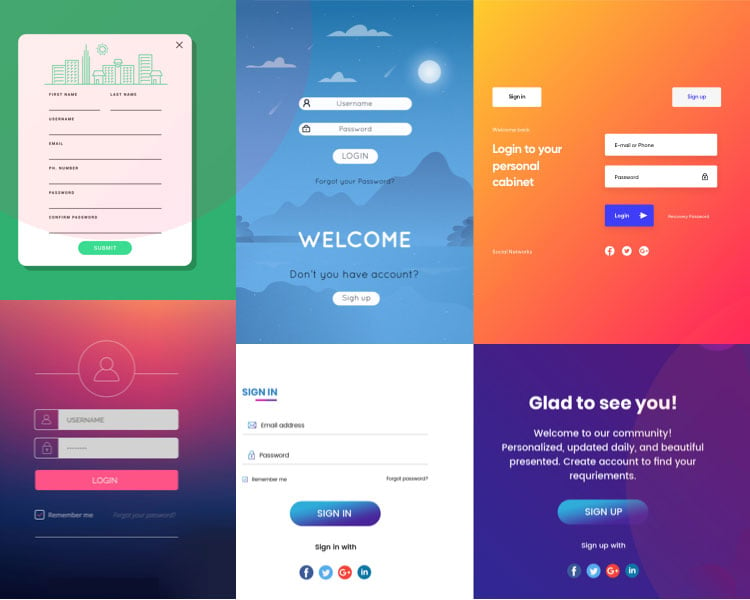 FIRST NAME LAST NAME
USERNAME
EMAIL
PH. NUMBER
PASSWORD
CONFIRM PASSWORD
SUBMIT
Username
Password
LOGIN
Forgot your Password?
WELCOME
Don't you have account?
Sigh up
Sign in Sign up
Welcome back
Login to your
personal
cabinet
E-mail or Phone
Password
Login
Recovery Password
Social Networks
USERNAME
LOGIN
Remember me Forgot your password?
SIGN IN
Email address
Password
Remember me Forgot password?
SIGN IN
Sign in with
Glad to see you!
Welcome to our community!
Personalized, updated daily, and beautiful
presented. Create account to find your
requriements.
SIGN UP
Sign up with